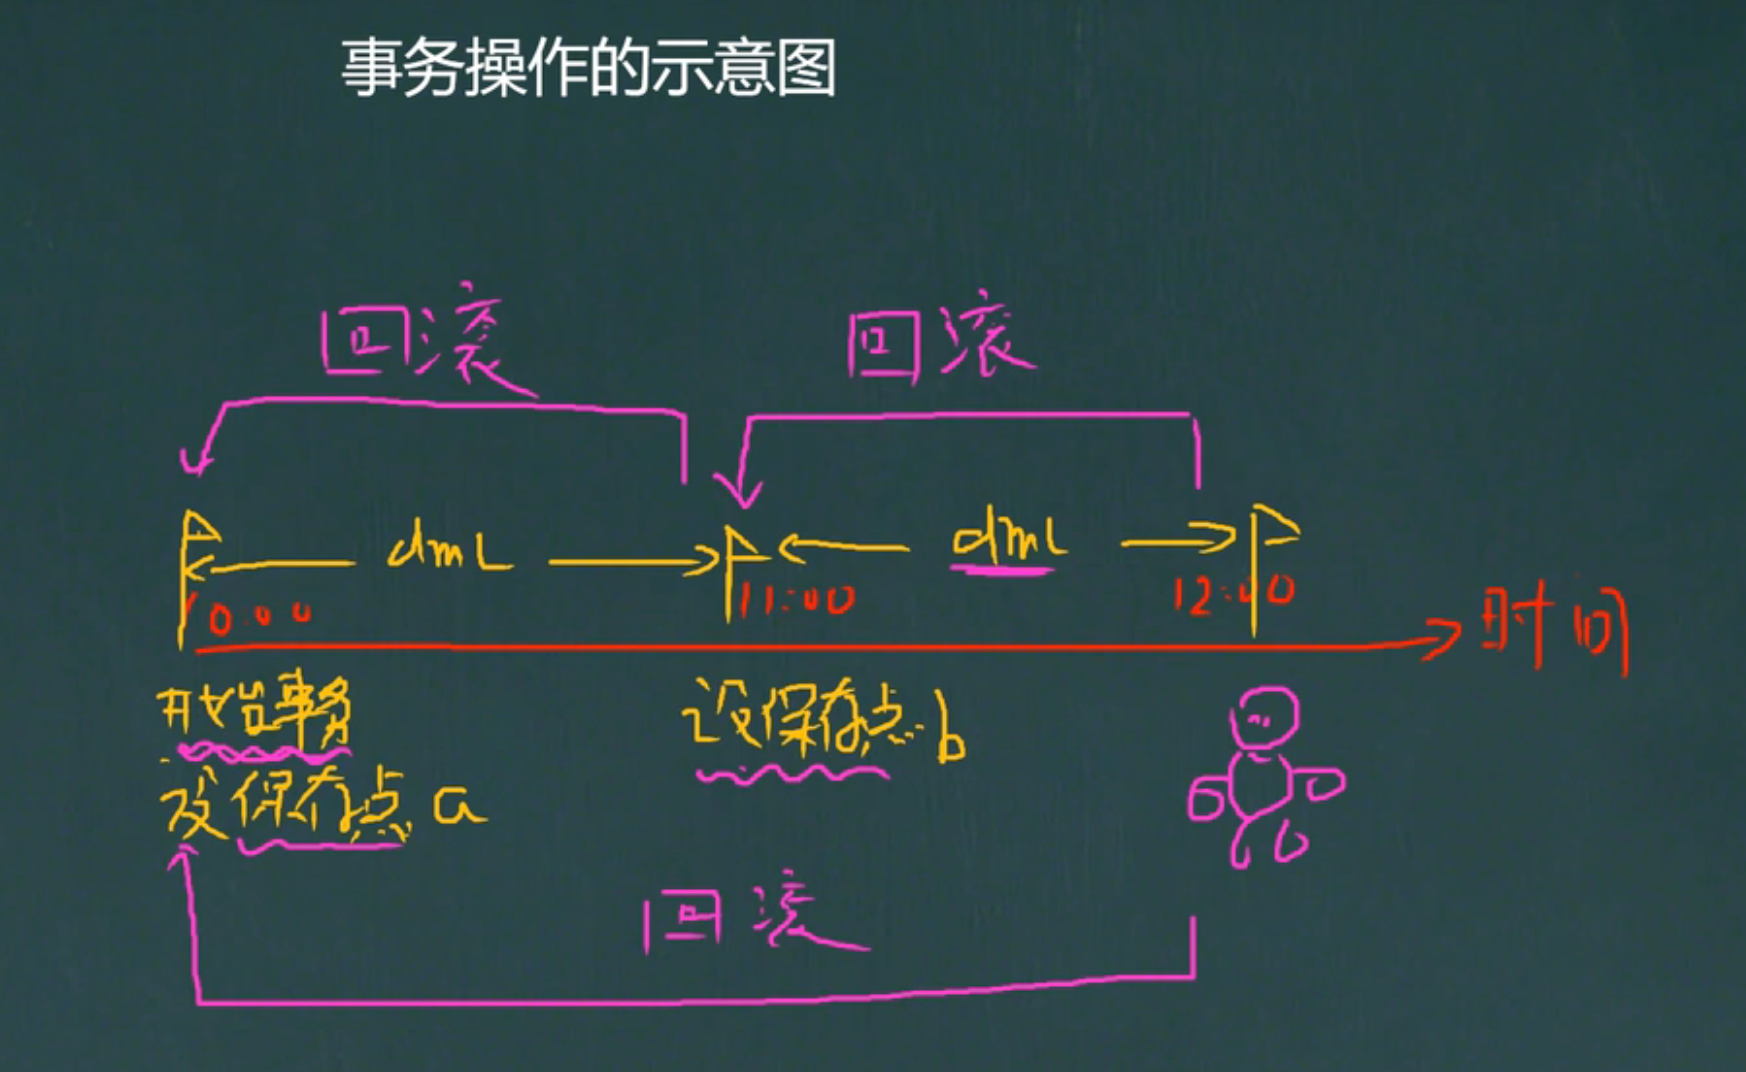 事务操作的示意图
回滚 回滚
dml dml
10:00 11:00 12:00
时间
开始事务 设保存点 b
设保存点 a
回滚